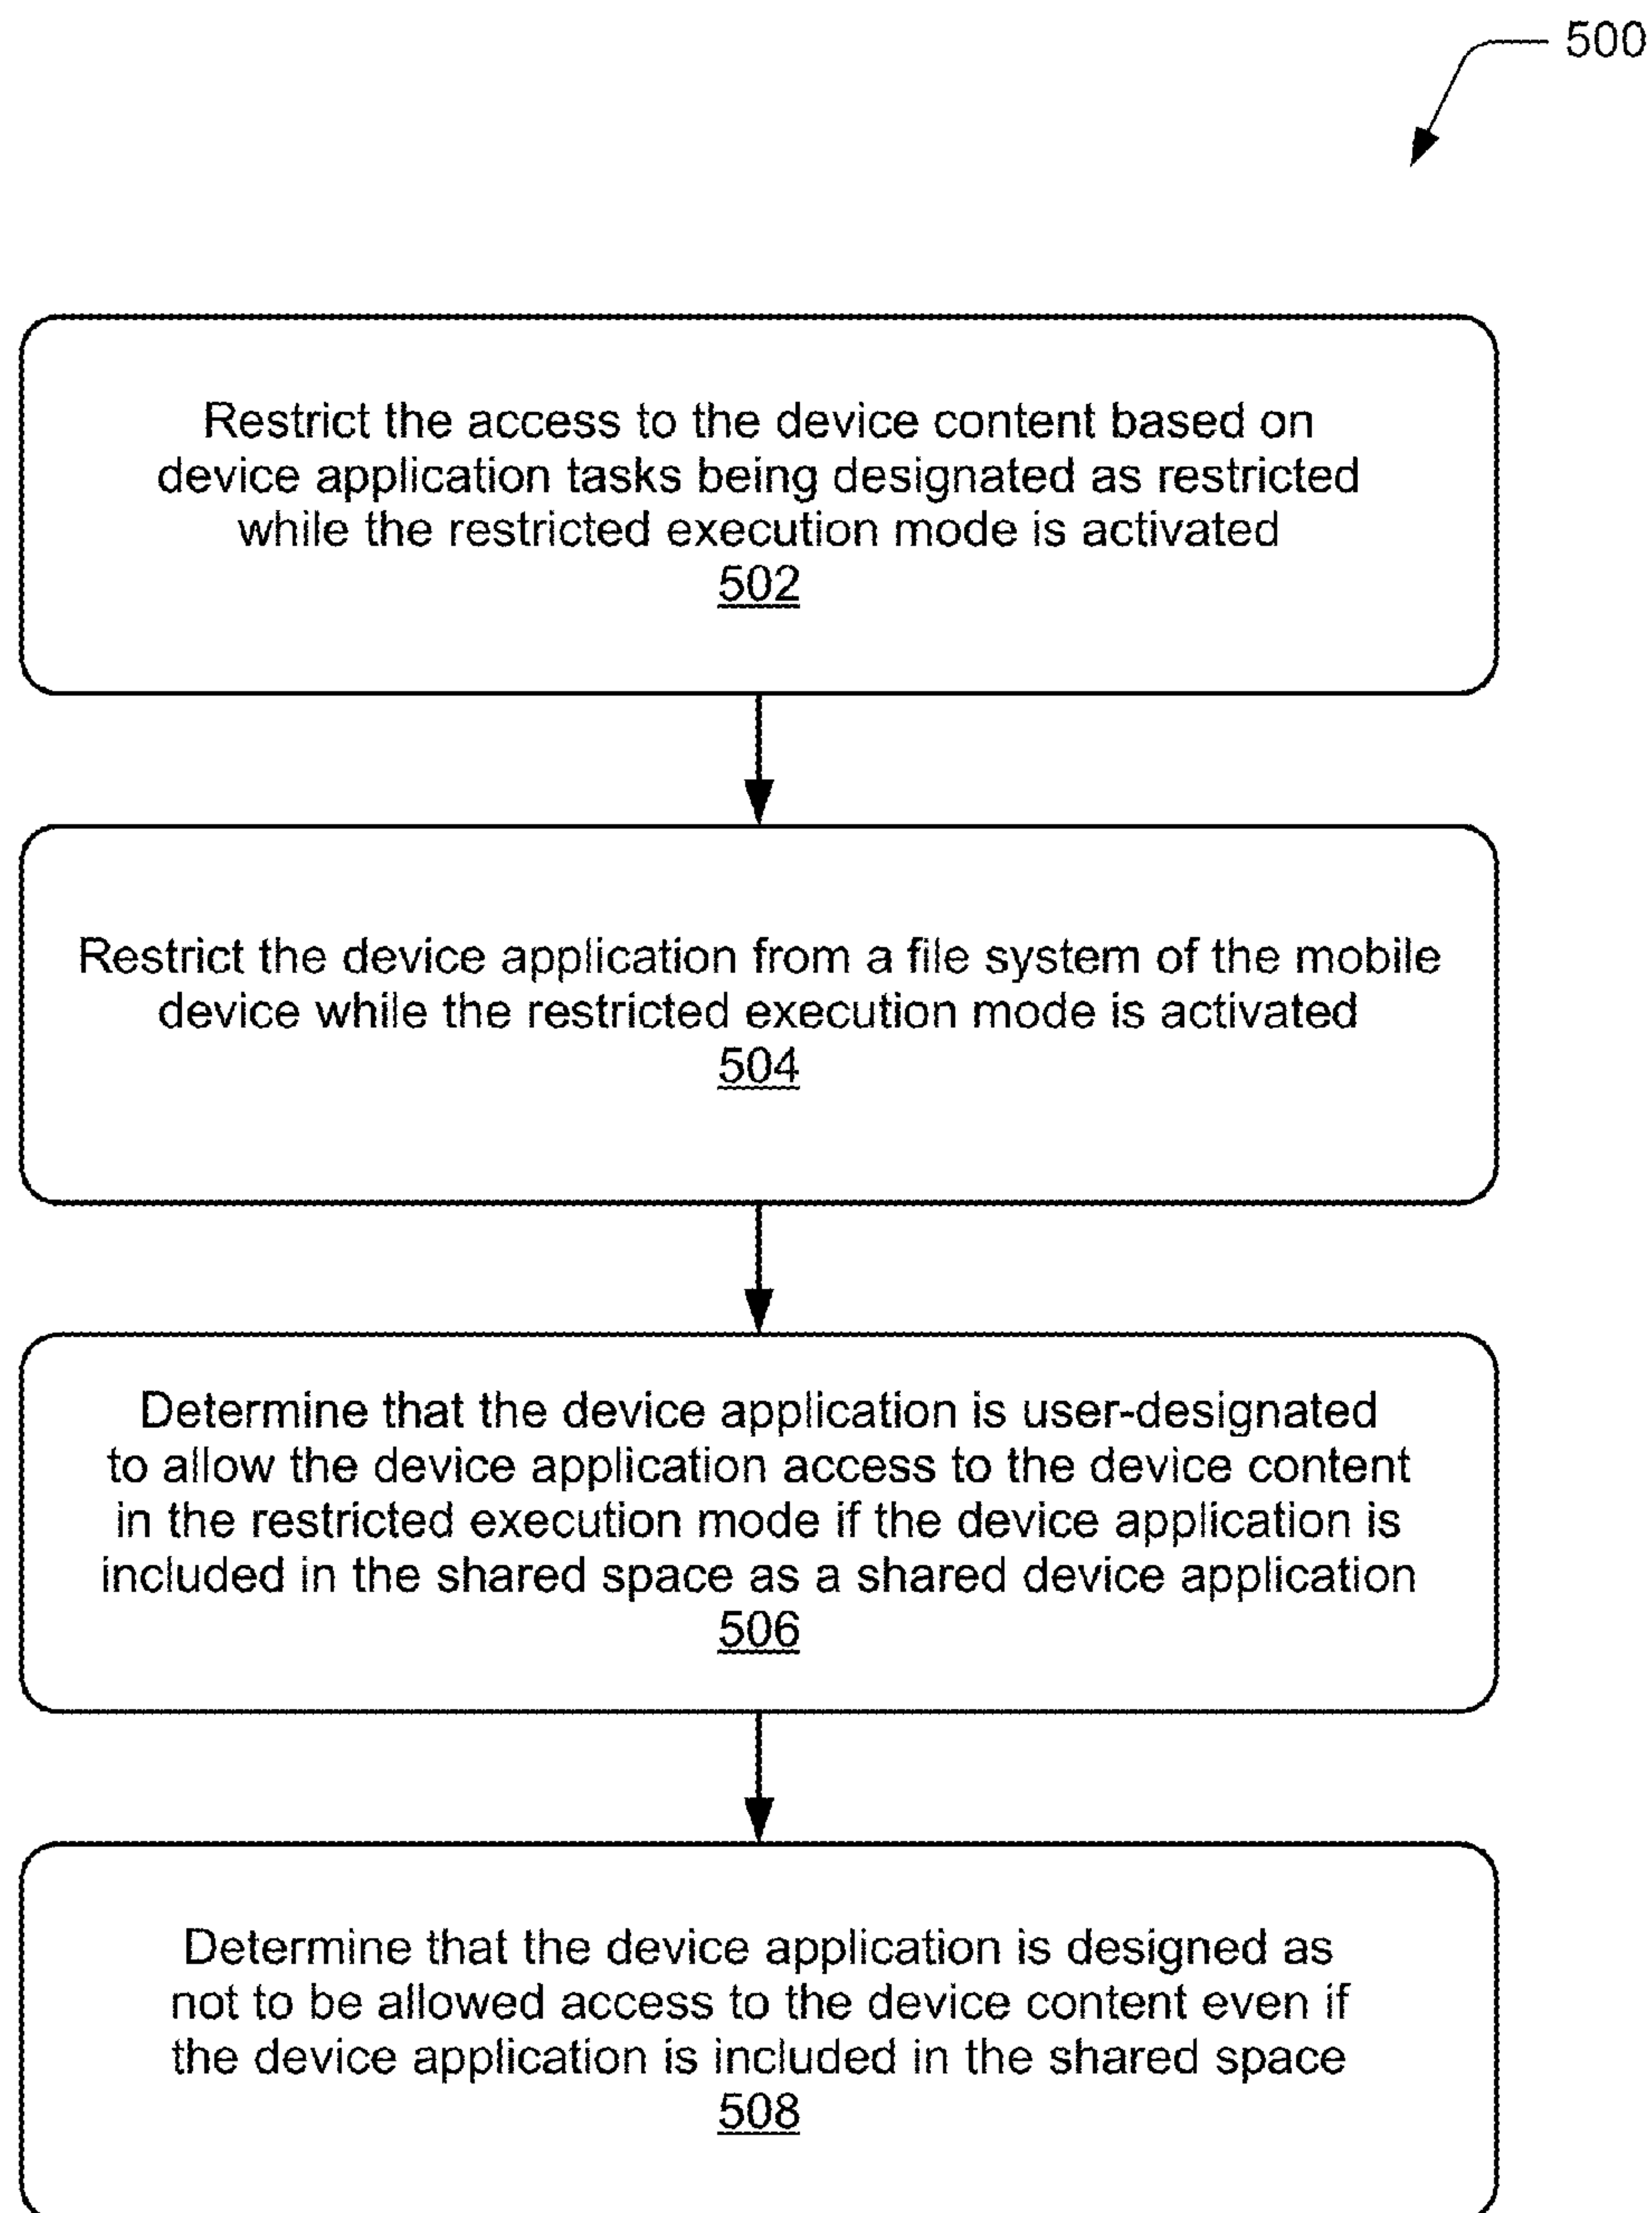 500
Restrict the access to the device content based on
device application tasks being designated as restricted
while the restricted execution mode is activated
502
Restrict the device application from a file system of the mobile
device while the restricted execution mode is activated
504
Determine that the device application is user-designated
to allow the device application access to the device content
in the restricted execution mode if the device application is
included in the shared space as a shared device application
506
Determine that the device application is designed as
not to be allowed access to the device content even if
the device application is included in the shared space
508